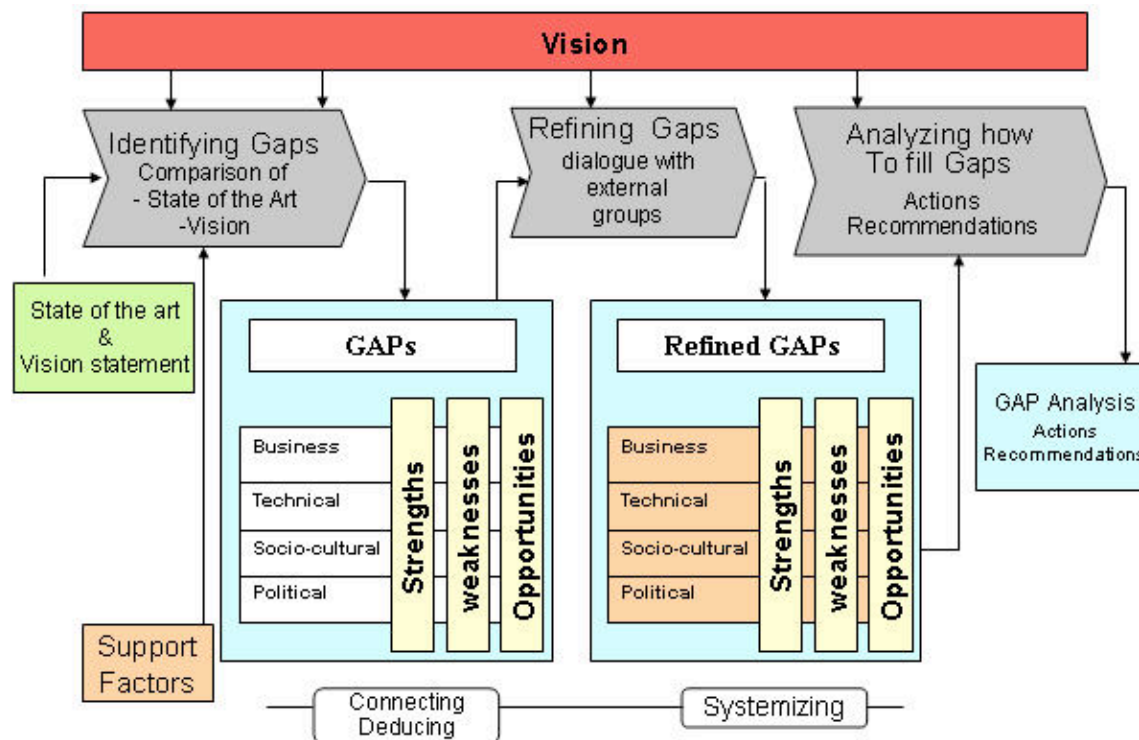 Vision
Identifying Gaps
Comparison of
- State of the Art
-Vision
Refining Gaps
dialogue with
external
groups
Analyzing how
To fill Gaps
Actions
Recommendations
State of the art
&
Vision statement
GAPs
Business
Technical
Socio-cultural
Political
Strengths
weaknesses
Opportunities
Refined GAPs
Business
Technical
Socio-cultural
Political
Strengths
weaknesses
Opportunities
GAP Analysis
Actions
Recommendations
Support
Factors
Connecting
Deducing
Systemizing